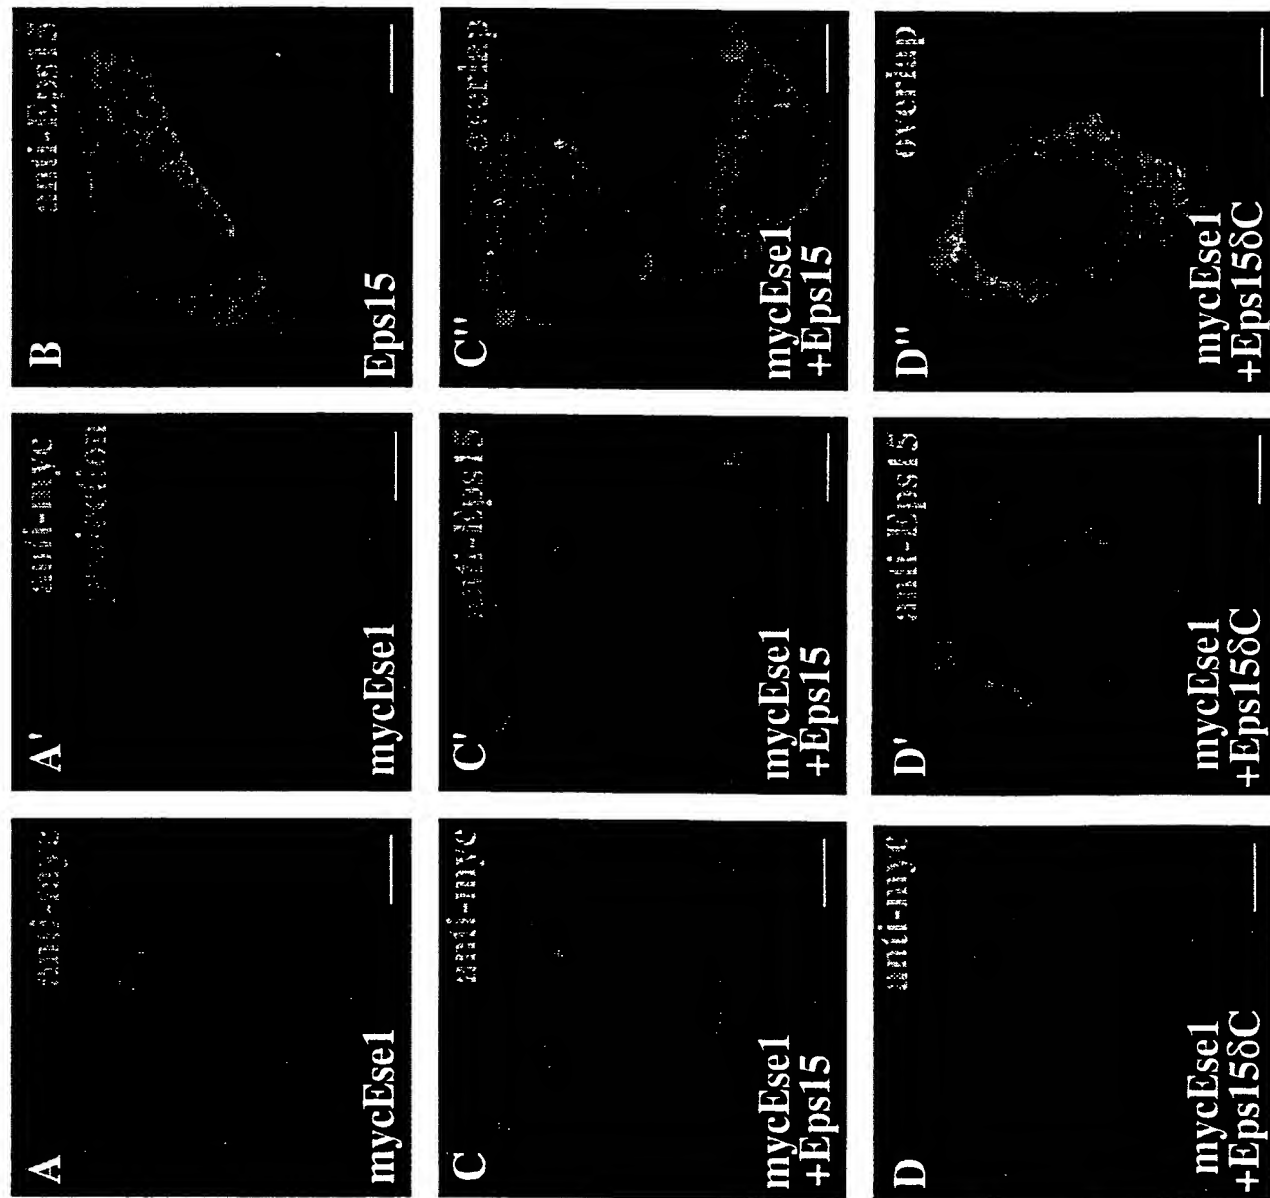 A
anti-myc
mycEse1
A'
anti-myc
projection
mycEse1
B
anti-Eps15
Eps15
C
anti-myc
mycEse1
+Eps15
C'
anti-Eps15
mycEse1
+Eps15
C''
overlap
mycEse1
+Eps15
D
anti-myc
mycEse1
+Eps15δC
D'
anti-Eps15
mycEse1
+Eps15δC
D''
overlap
mycEse1
+Eps15δC